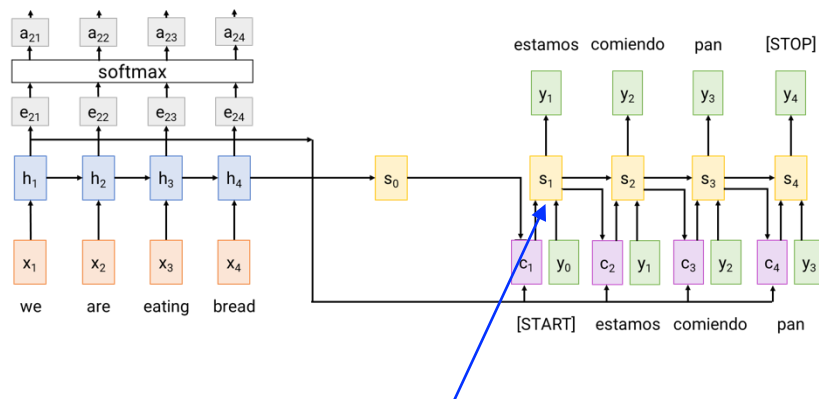 a21 a22 a23 a24
softmax
e21 e22 e23 e24
h1 h2 h3 h4
x1 x2 x3 x4
we are eating bread
s0
estamos comiendo pan [STOP]
y1 y2 y3 y4
s1 s2 s3 s4
c1 y0 c2 y1 c3 y2 c4 y3
[START] estamos comiendo pan